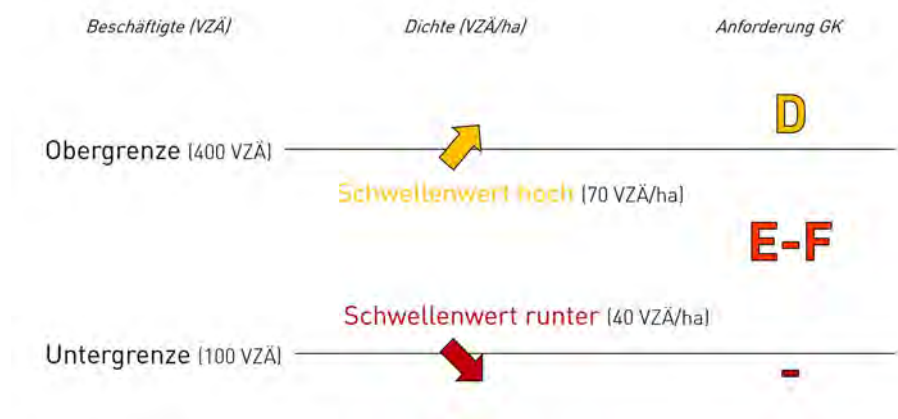 Beschäftigte (VZÄ) Dichte (VZÄ/ha) Anforderung GK
D
Obergrenze (400 VZÄ)
Schwellenwert hoch (70 VZÄ/ha)
E-F
Schwellenwert runter (40 VZÄ/ha)
Untergrenze (100 VZÄ)
-